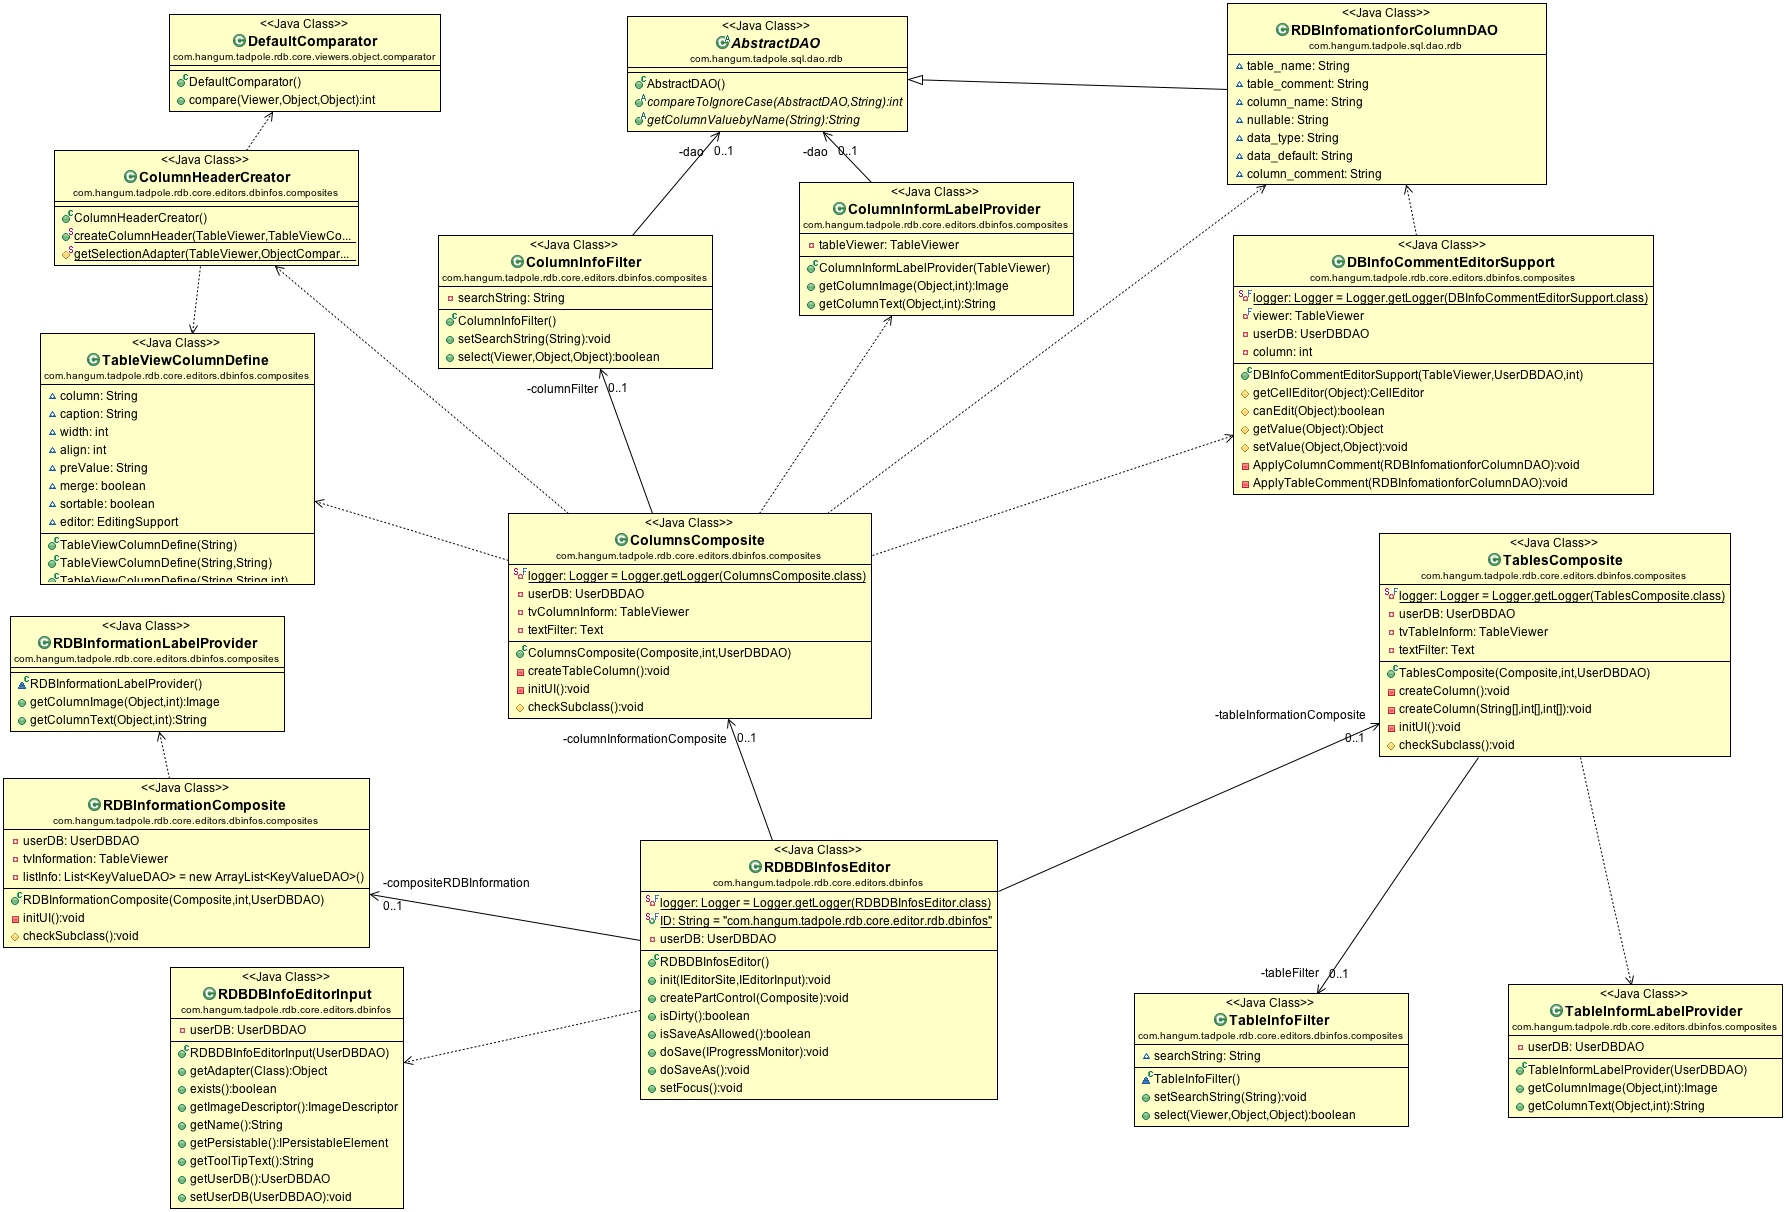 <<Java Class>>
DefaultComparator
com.hangum.tadpole.rdb.core.viewers.object.comparator
DefaultComparator()
compare(Viewer,Object,Object):int
<<Java Class>>
AbstractDAO
com.hangum.tadpole.sql.dao.rdb
AbstractDAO()
compareToIgnoreCase(AbstractDAO,String):int
getColumnValuebyName(String):String
<<Java Class>>
RDBInfomationforColumnDAO
com.hangum.tadpole.sql.dao.rdb
table_name: String
table_comment: String
column_name: String
nullable: String
data_type: String
data_default: String
column_comment: String
-dao 0..1
-dao 0..1
<<Java Class>>
ColumnHeaderCreator
com.hangum.tadpole.rdb.core.editors.dbinfos.composites
ColumnHeaderCreator()
createColumnHeader(TableViewer,TableViewCo...
getSelectionAdapter(TableViewer,ObjectCompar...
<<Java Class>>
ColumnInfoFilter
com.hangum.tadpole.rdb.core.editors.dbinfos.composites
searchString: String
ColumnInfoFilter()
setSearchString(String):void
select(Viewer,Object,Object):boolean
<<Java Class>>
ColumnInformLabelProvider
com.hangum.tadpole.rdb.core.editors.dbinfos.composites
tableViewer: TableViewer
ColumnInformLabelProvider(TableViewer)
getColumnImage(Object,int):Image
getColumnText(Object,int):String
<<Java Class>>
DBInfoCommentEditorSupport
com.hangum.tadpole.rdb.core.editors.dbinfos.composites
logger: Logger = Logger.getLogger(DBInfoCommentEditorSupport.class)
viewer: TableViewer
userDB: UserDBDAO
column: int
DBInfoCommentEditorSupport(TableViewer,UserDBDAO,int)
getCellEditor(Object):CellEditor
canEdit(Object):boolean
getValue(Object):Object
setValue(Object,Object):void
ApplyColumnComment(RDBInfomationforColumnDAO):void
ApplyTableComment(RDBInfomationforColumnDAO):void
<<Java Class>>
TableViewColumnDefine
com.hangum.tadpole.rdb.core.editors.dbinfos.composites
column: String
caption: String
width: int
align: int
preValue: String
merge: boolean
sortable: boolean
editor: EditingSupport
TableViewColumnDefine(String)
TableViewColumnDefine(String,String)
TableViewColumnDefine(String,String,int)
-columnFilter 0..1
<<Java Class>>
ColumnsComposite
com.hangum.tadpole.rdb.core.editors.dbinfos.composites
logger: Logger = Logger.getLogger(ColumnsComposite.class)
userDB: UserDBDAO
tvColumnInform: TableViewer
textFilter: Text
ColumnsComposite(Composite,int,UserDBDAO)
createTableColumn():void
initUI():void
checkSubclass():void
<<Java Class>>
TablesComposite
com.hangum.tadpole.rdb.core.editors.dbinfos.composites
logger: Logger = Logger.getLogger(TablesComposite.class)
userDB: UserDBDAO
tvTableInform: TableViewer
textFilter: Text
TablesComposite(Composite,int,UserDBDAO)
createColumn():void
createColumn(String[],int[],int[]):void
initUI():void
checkSubclass():void
<<Java Class>>
RDBInformationLabelProvider
com.hangum.tadpole.rdb.core.editors.dbinfos.composites
RDBInformationLabelProvider()
getColumnImage(Object,int):Image
getColumnText(Object,int):String
-columnInformationComposite 0..1
-tableInformationComposite
0..1
<<Java Class>>
RDBInformationComposite
com.hangum.tadpole.rdb.core.editors.dbinfos.composites
userDB: UserDBDAO
tvInformation: TableViewer
listInfo: List<KeyValueDAO> = new ArrayList<KeyValueDAO>()
RDBInformationComposite(Composite,int,UserDBDAO)
initUI():void
checkSubclass():void
-compositeRDBInformation
0..1
<<Java Class>>
RDBDBInfosEditor
com.hangum.tadpole.rdb.core.editors.dbinfos
logger: Logger = Logger.getLogger(RDBDBInfosEditor.class)
ID: String = "com.hangum.tadpole.rdb.core.editor.rdb.dbinfos"
userDB: UserDBDAO
RDBDBInfosEditor()
init(IEditorSite,IEditorInput):void
createPartControl(Composite):void
isDirty():boolean
isSaveAsAllowed():boolean
doSave(IProgressMonitor):void
doSaveAs():void
setFocus():void
<<Java Class>>
RDBDBInfoEditorInput
com.hangum.tadpole.rdb.core.editors.dbinfos
userDB: UserDBDAO
RDBDBInfoEditorInput(UserDBDAO)
getAdapter(Class):Object
exists():boolean
getImageDescriptor():ImageDescriptor
getName():String
getPersistable():IPersistableElement
getToolTipText():String
getUserDB():UserDBDAO
setUserDB(UserDBDAO):void
-tableFilter 0..1
<<Java Class>>
TableInfoFilter
com.hangum.tadpole.rdb.core.editors.dbinfos.composites
searchString: String
TableInfoFilter()
setSearchString(String):void
select(Viewer,Object,Object):boolean
<<Java Class>>
TableInformLabelProvider
com.hangum.tadpole.rdb.core.editors.dbinfos.composites
userDB: UserDBDAO
TableInformLabelProvider(UserDBDAO)
getColumnImage(Object,int):Image
getColumnText(Object,int):String